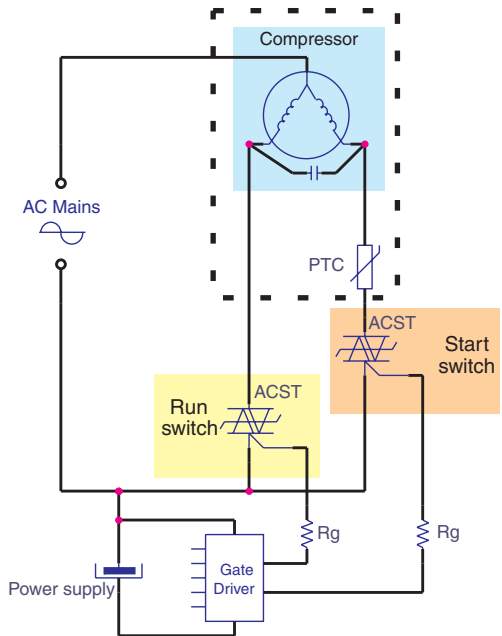 Compressor
AC Mains
PTC
ACST
Start
switch
ACST
Run
switch
Rg
Rg
Gate
Driver
Power supply